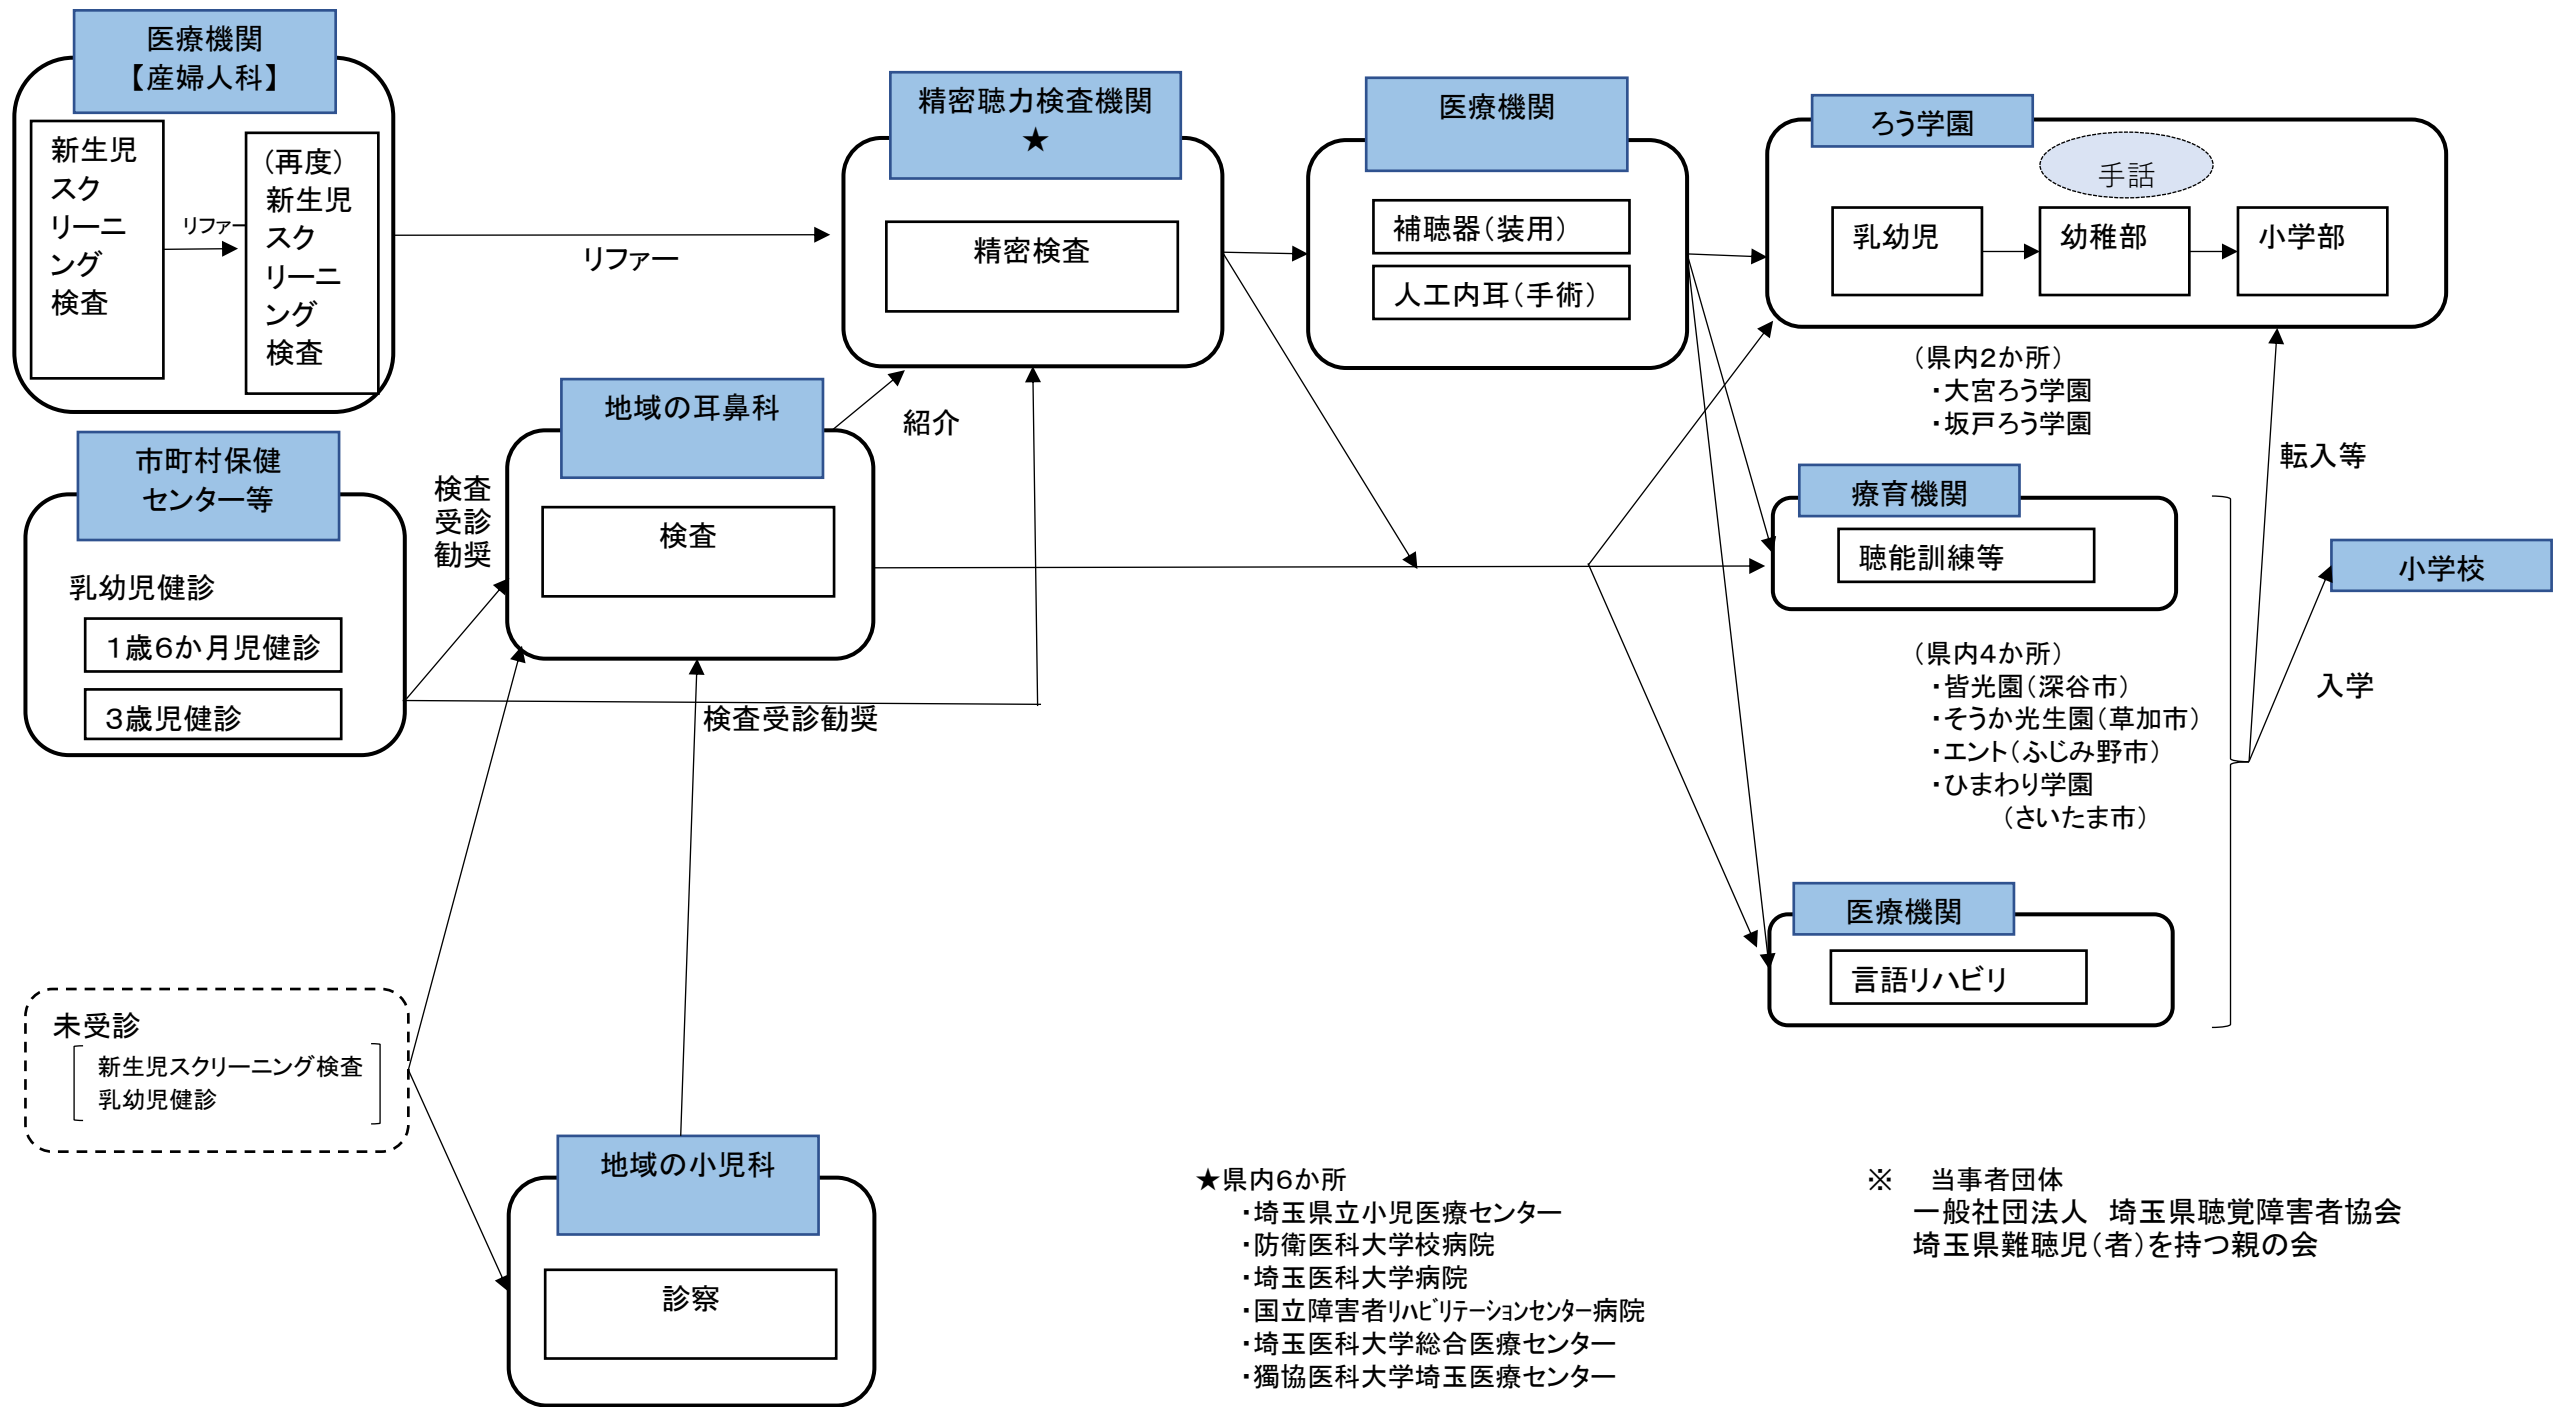 医療機関
【産婦人科】
新生児
スク
リーニ
ング
検査
リファー
(再度)
新生児
スク
リーニ
ング
検査
リファー
精密聴力検査機関
★
精密検査
医療機関
補聴器(装用)
人工内耳(手術)
ろう学園
手話
乳幼児
幼稚部
小学部
(県内2か所)
・大宮ろう学園
・坂戸ろう学園
市町村保健
センター等
乳幼児健診
1歳6か月児健診
3歳児健診
検査
受診
勧奨
地域の耳鼻科
検査
紹介
検査受診勧奨
療育機関
聴能訓練等
(県内4か所)
・皆光園(深谷市)
・そうか光生園(草加市)
・エント(ふじみ野市)
・ひまわり学園
(さいたま市)
転入等
小学校
入学
医療機関
言語リハビリ
未受診
新生児スクリーニング検査
乳幼児健診
地域の小児科
診察
★県内6か所
・埼玉県立小児医療センター
・防衛医科大学校病院
・埼玉医科大学病院
・国立障害者ﾘﾊﾋﾞﾘﾃｰｼｮﾝｾﾝﾀｰ病院
・埼玉医科大学総合医療センター
・獨協医科大学埼玉医療センター
※　当事者団体
一般社団法人　埼玉県聴覚障害者協会
埼玉県難聴児(者)を持つ親の会